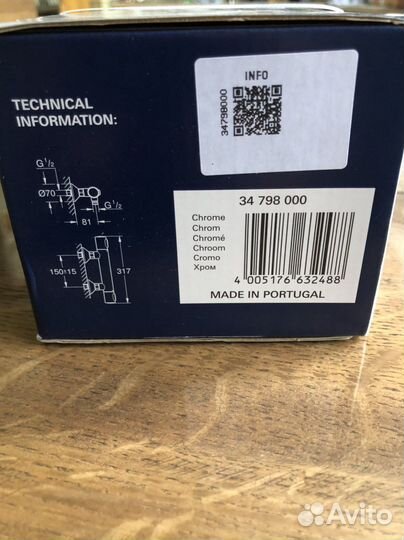 INFO
34798000
TECHNICAL
INFORMATION:
G 1/2
Ø70
G 1/2
81
150±15
317
34 798 000
Chrome
Chrom
Chromé
Chroom
Cromo
Хром
4 005176 632488
MADE IN PORTUGAL
Avito